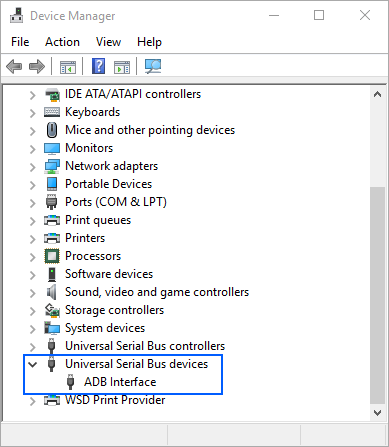 Device Manager
File Action View Help
IDE ATA/ATAPI controllers
Keyboards
Mice and other pointing devices
Monitors
Network adapters
Portable Devices
Ports (COM & LPT)
Print queues
Printers
Processors
Software devices
Sound, video and game controllers
Storage controllers
System devices
Universal Serial Bus controllers
Universal Serial Bus devices
ADB Interface
WSD Print Provider